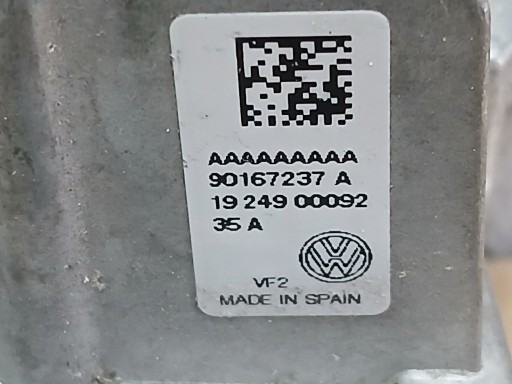 AAAAAAAAA
90167237 A
19 249 00092
35 A
VF2
MADE IN SPAIN